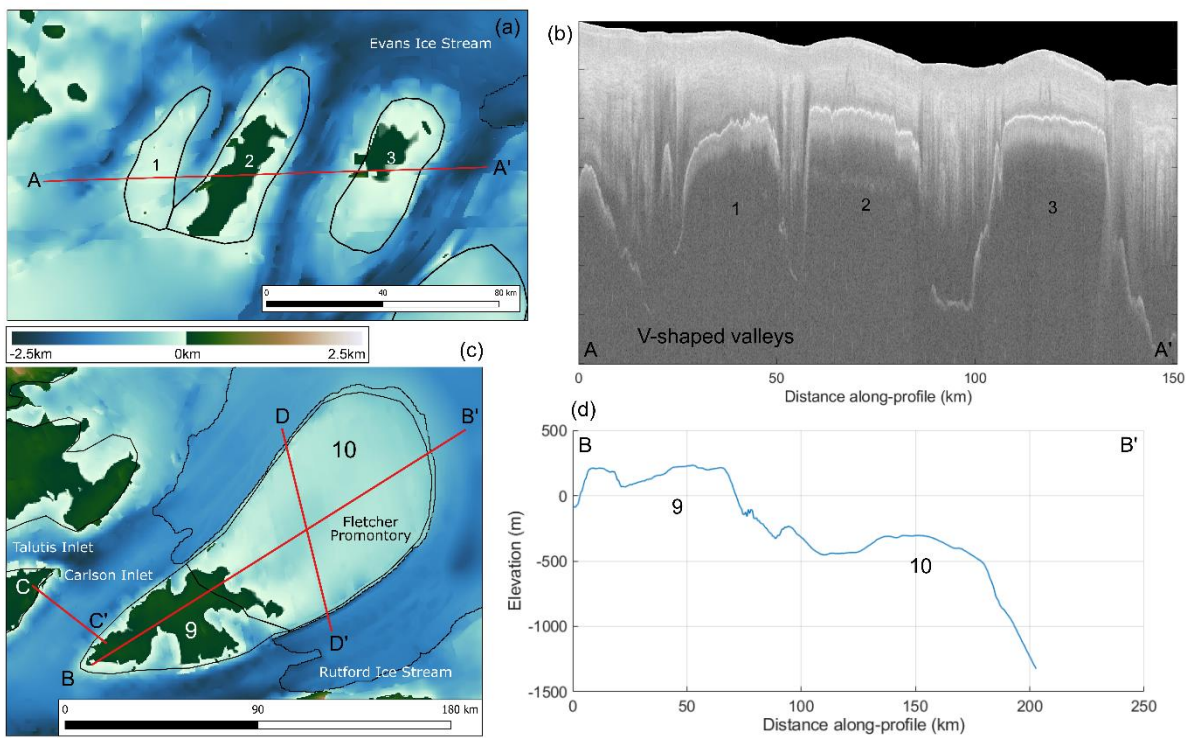 (a)
Evans Ice Stream
1
2
3
A
A'
0 40 80 km
-2.5km 0km 2.5km
(b)
1
2
3
V-shaped valleys
A
A'
0 50 100 150
Distance along-profile (km)
(c)
D
B'
10
Fletcher
Promontory
Talutis Inlet
Carlson Inlet
C
C'
9
D'
B
Rutford Ice Stream
0 90 180 km
(d)
500
B
B'
0
9
-500
10
-1000
-1500
Elevation (m)
0 50 100 150 200 250
Distance along-profile (km)